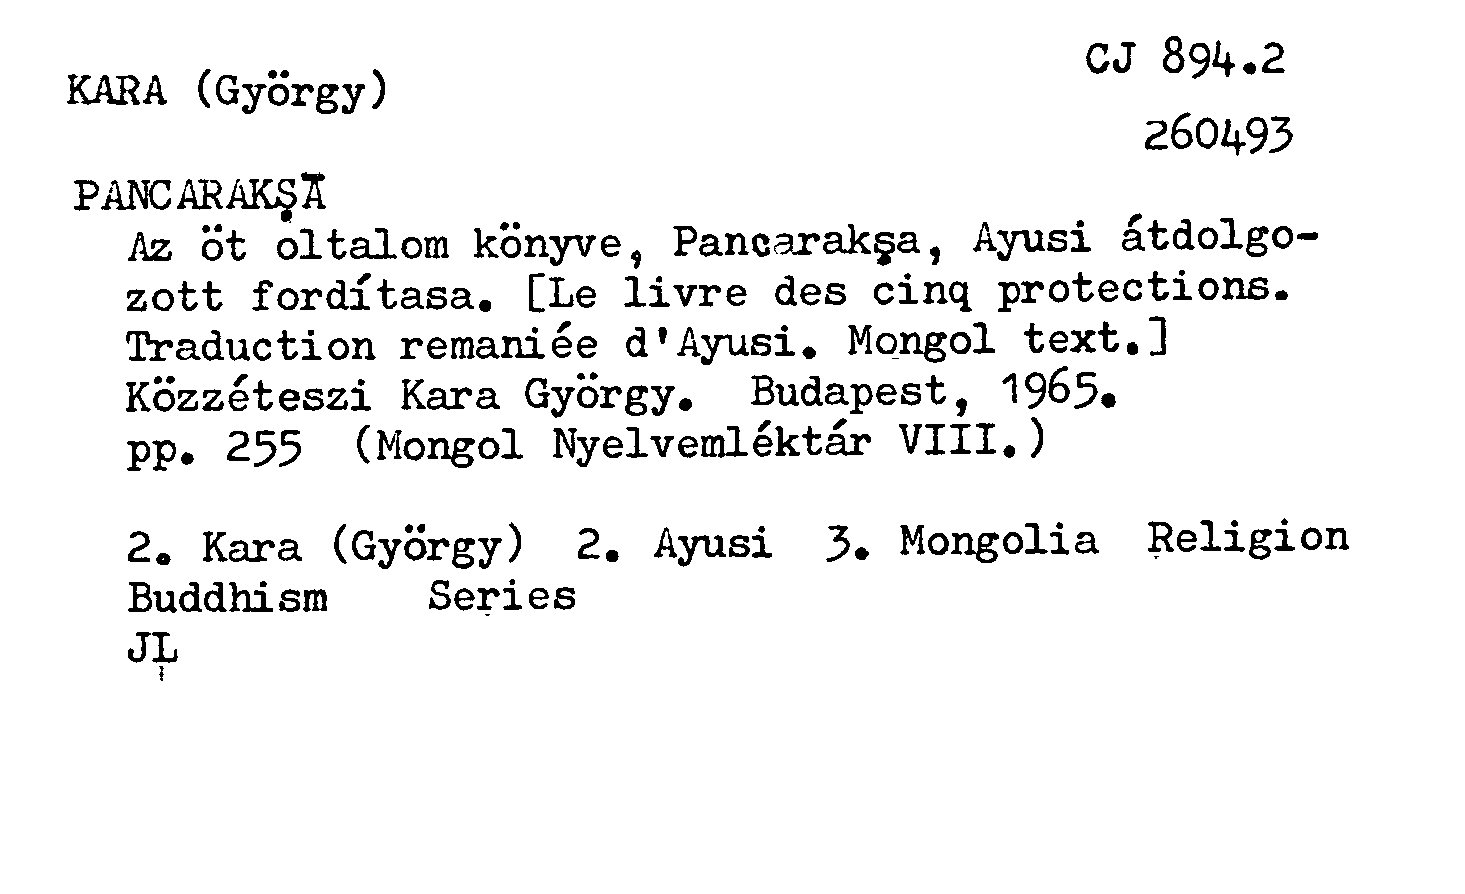 CJ 894.2
KARA (György)
260493
PANCARAKṢĀ
Az öt oltalom könyve, Pancarakṣa, Ayusi átdolgo-
zott fordítasa. [Le livre des cinq protections.
Traduction remaniée d'Ayusi. Mongol text.]
Közzéteszi Kara György. Budapest, 1965.
pp. 255 (Mongol Nyelvemléktár VIII.)
2. Kara (György) 2. Ayusi 3. Mongolia Religion
Buddhism Series
JL